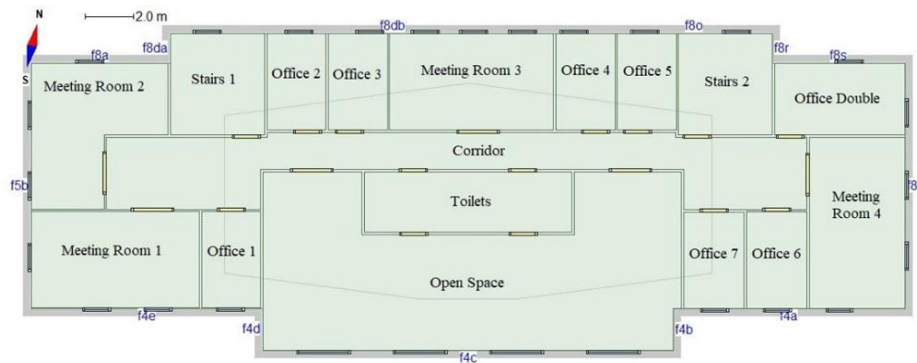 N
S
2.0 m
f8db
f8o
f8da
f8r
f8a
f8s
Meeting Room 2
Stairs 1
Office 2
Office 3
Meeting Room 3
Office 4
Office 5
Stairs 2
Office Double
Corridor
f5b
f8
Toilets
Meeting
Room 4
Meeting Room 1
Office 1
Open Space
Office 7
Office 6
f4e
f4d
f4c
f4b
f4a